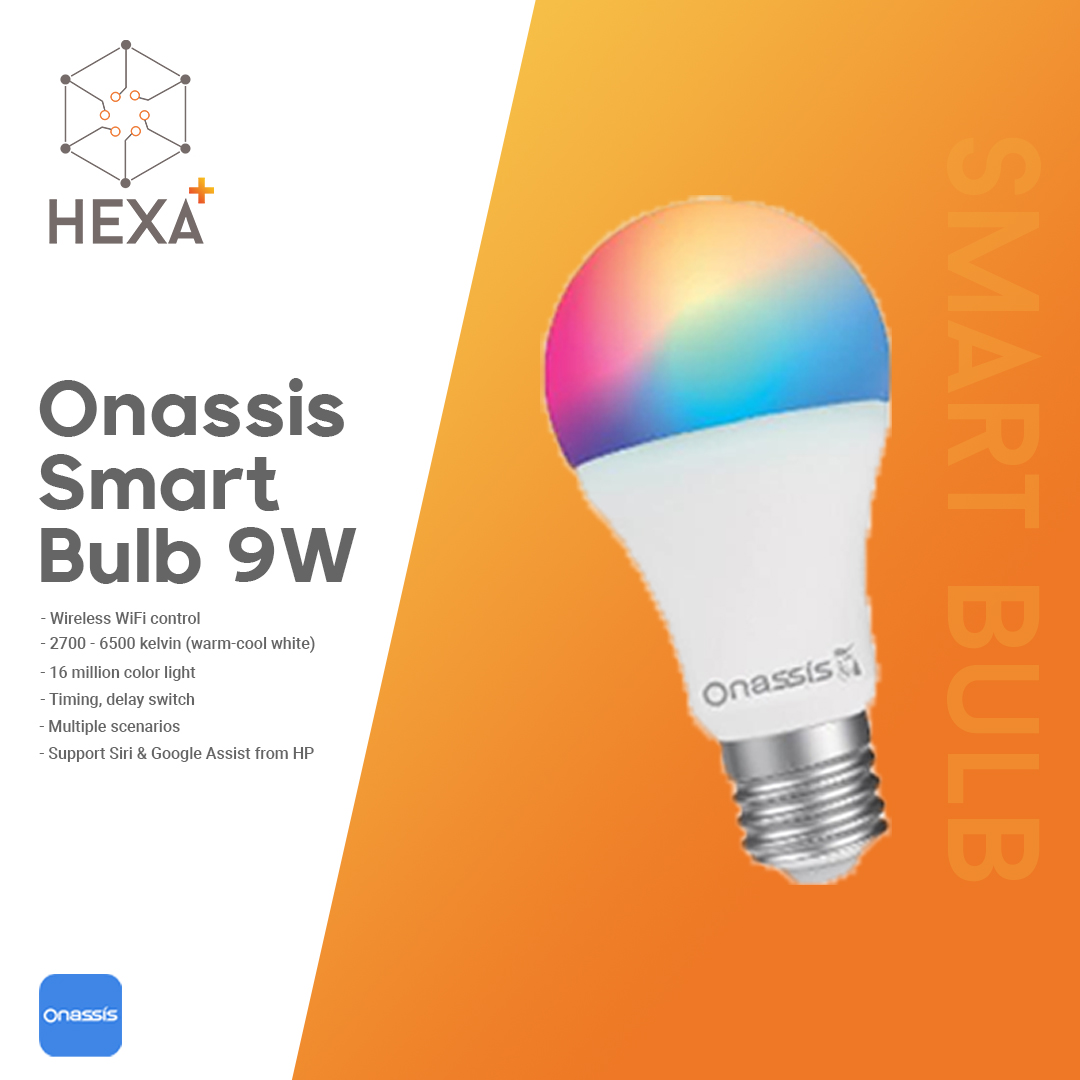 HEXA+
Onassis
Smart
Bulb 9W
- Wireless WiFi control
- 2700 - 6500 kelvin (warm-cool white)
- 16 million color light
- Timing, delay switch
- Multiple scenarios
- Support Siri & Google Assist from HP
Onassis
SMART BULB
Onassis